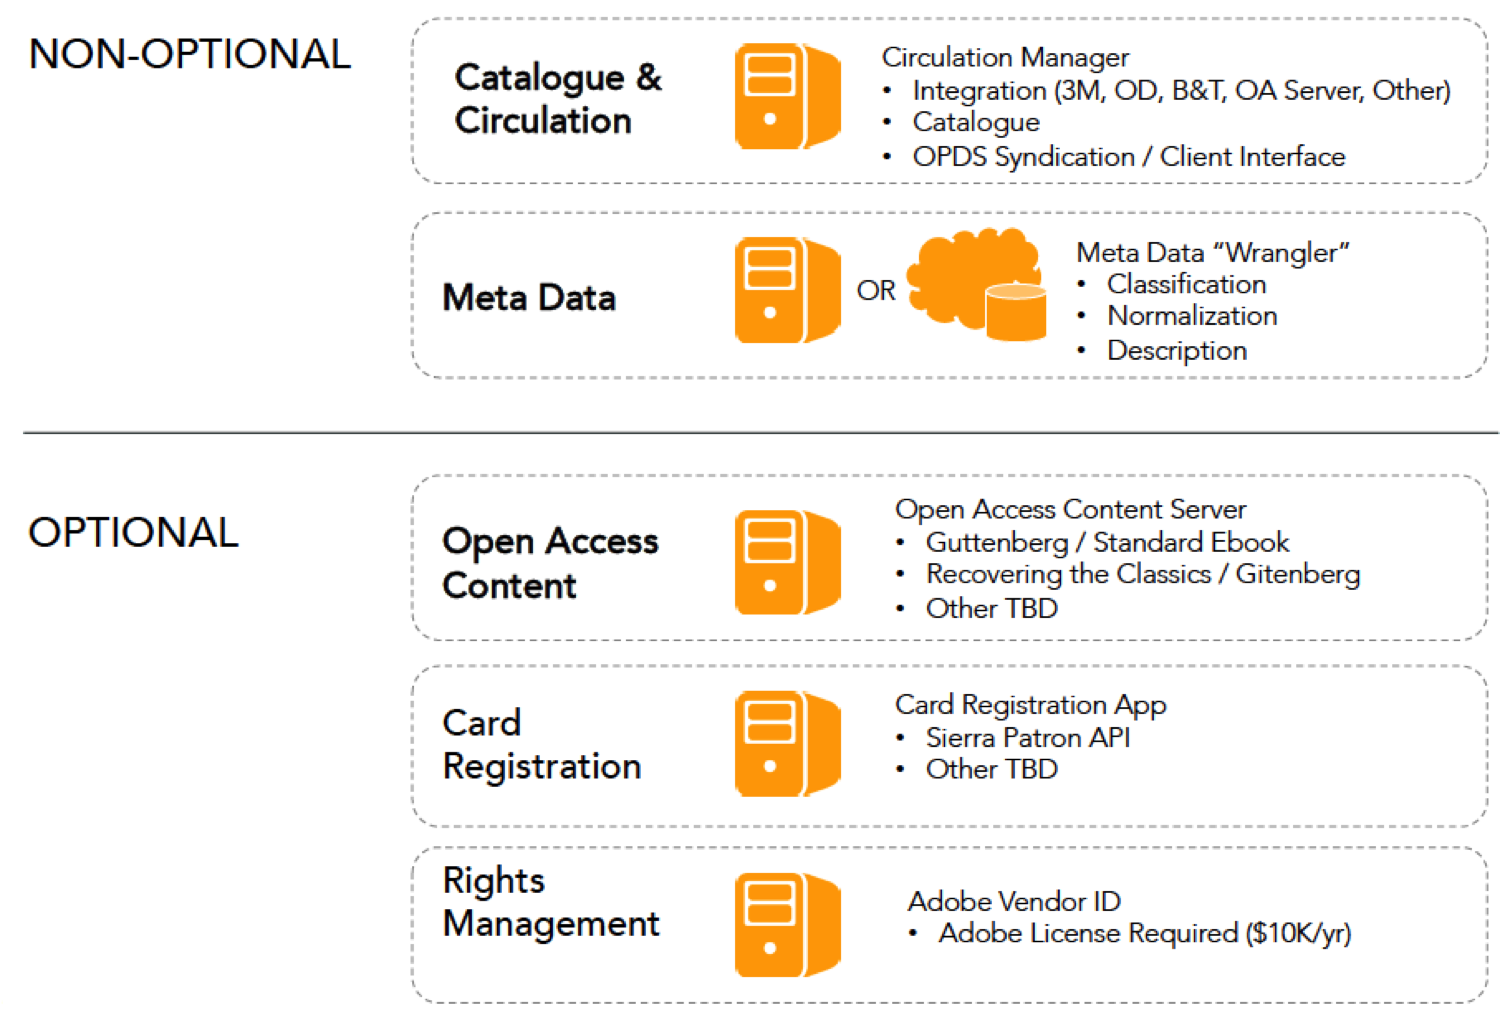 NON-OPTIONAL
Catalogue &
Circulation
Circulation Manager
• Integration (3M, OD, B&T, OA Server, Other)
• Catalogue
• OPDS Syndication / Client Interface
Meta Data
OR
Meta Data “Wrangler”
• Classification
• Normalization
• Description
OPTIONAL
Open Access
Content
Open Access Content Server
• Guttenberg / Standard Ebook
• Recovering the Classics / Gitenberg
• Other TBD
Card
Registration
Card Registration App
• Sierra Patron API
• Other TBD
Rights
Management
Adobe Vendor ID
• Adobe License Required ($10K/yr)